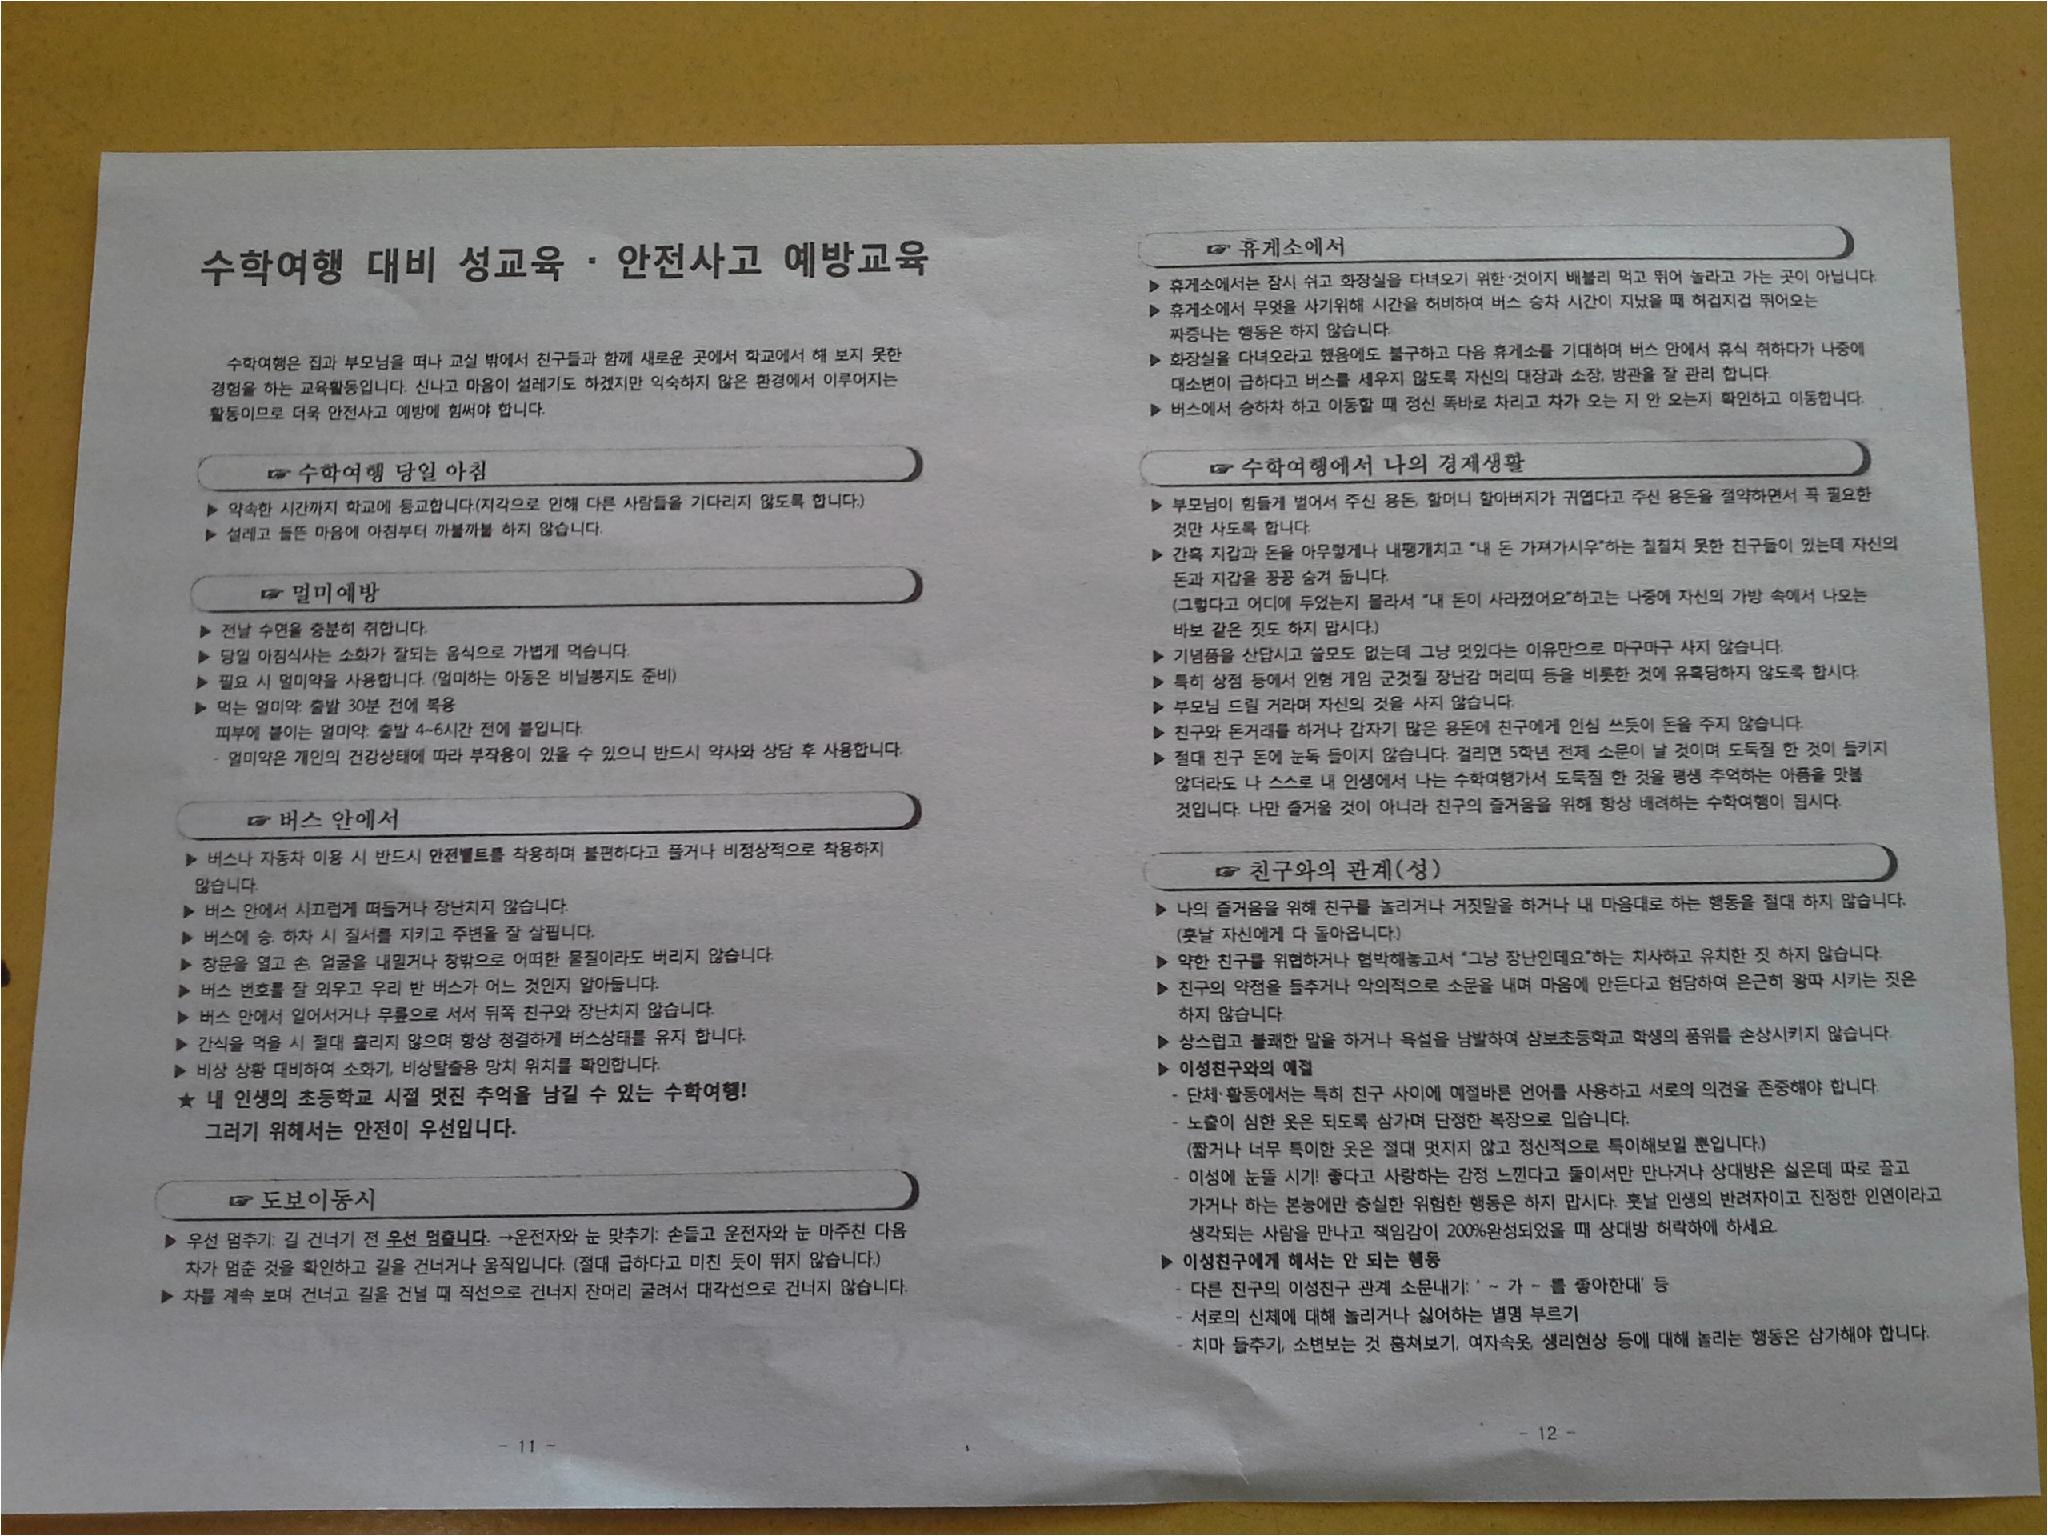 수학여행 대비 성교육 · 안전사고 예방교육
수학여행은 집과 부모님을 떠나 교실 밖에서 친구들과 함께 새로운 곳에서 학교에서 해 보지 못한
경험을 하는 교육활동입니다. 신나고 마음이 설레기도 하겠지만 익숙하지 않은 환경에서 이루어지는
활동이므로 더욱 안전사고 예방에 힘써야 합니다.
☞ 수학여행 당일 아침
▶ 약속한 시간까지 학교에 등교합니다.(지각으로 인해 다른 사람들을 기다리지 않도록 합니다.)
▶ 설레고 들뜬 마음에 아침부터 까불까불 하지 않습니다.
☞ 멀미예방
▶ 전날 수면을 충분히 취합니다.
▶ 당일 아침식사는 소화가 잘되는 음식으로 가볍게 먹습니다.
▶ 필요 시 멀미약을 사용합니다. (멀미하는 아동은 비닐봉지도 준비)
▶ 먹는 멀미약: 출발 30분 전에 복용
피부에 붙이는 멀미약: 출발 4~6시간 전에 붙입니다.
- 멀미약은 개인의 건강상태에 따라 부작용이 있을 수 있으니 반드시 약사와 상담 후 사용합니다.
☞ 버스 안에서
▶ 버스나 자동차 이용 시 반드시 안전벨트를 착용하며 불편하다고 풀거나 비정상적으로 착용하지
않습니다.
▶ 버스 안에서 시끄럽게 떠들거나 장난치지 않습니다.
▶ 버스에 승. 하차 시 질서를 지키고 주변을 잘 살핍니다.
▶ 창문을 열고 손, 얼굴을 내밀거나 창밖으로 어떠한 물질이라도 버리지 않습니다.
▶ 버스 번호를 잘 외우고 우리 반 버스가 어느 것인지 알아둡니다.
▶ 버스 안에서 일어서거나 무릎으로 서서 뒤쪽 친구와 장난치지 않습니다.
▶ 간식을 먹을 시 절대 흘리지 않으며 항상 청결하게 버스상태를 유지 합니다.
▶ 비상 상황 대비하여 소화기, 비상탈출용 망치 위치를 확인합니다.
★ 내 인생의 초등학교 시절 멋진 추억을 남길 수 있는 수학여행!
그러기 위해서는 안전이 우선입니다.
☞ 도보이동시
▶ 우선 멈추기: 길 건너기 전 우선 멈춥니다. →운전자와 눈 맞추기: 손들고 운전자와 눈 마주친 다음
차가 멈춘 것을 확인하고 길을 건너거나 움직입니다. (절대 급하다고 미친 듯이 뛰지 않습니다.)
▶ 차를 계속 보며 건너고 길을 건널 때 직선으로 건너지 잔머리 굴려서 대각선으로 건너지 않습니다.
- 11 -
☞ 휴게소에서
▶ 휴게소에서는 잠시 쉬고 화장실을 다녀오기 위한 것이지 배불리 먹고 뛰어 놀라고 가는 곳이 아닙니다.
▶ 휴게소에서 무엇을 사기위해 시간을 허비하여 버스 승차 시간이 지났을 때 허겁지겁 뛰어오는
짜증나는 행동은 하지 않습니다.
▶ 화장실을 다녀오라고 했음에도 불구하고 다음 휴게소를 기대하며 버스 안에서 휴식 취하다가 나중에
대소변이 급하다고 버스를 세우지 않도록 자신의 대장과 소장, 방관을 잘 관리 합니다.
▶ 버스에서 승하차 하고 이동할 때 정신 똑바로 차리고 차가 오는 지 안 오는지 확인하고 이동합니다.
☞ 수학여행에서 나의 경제생활
▶ 부모님이 힘들게 벌어서 주신 용돈, 할머니 할아버지가 귀엽다고 주신 용돈을 절약하면서 꼭 필요한
것만 사도록 합니다.
▶ 간혹 지갑과 돈을 아무렇게나 내팽개치고 "내 돈 가져가시우"하는 칠칠치 못한 친구들이 있는데 자신의
돈과 지갑을 꽁꽁 숨겨 둡니다.
(그렇다고 어디에 두었는지 몰라서 "내 돈이 사라졌어요"하고는 나중에 자신의 가방 속에서 나오는
바보 같은 짓도 하지 맙시다.)
▶ 기념품을 산답시고 쓸모도 없는데 그냥 멋있다는 이유만으로 마구마구 사지 않습니다.
▶ 특히 상점 등에서 인형 게임 군것질 장난감 머리띠 등을 비롯한 것에 유혹당하지 않도록 합시다.
▶ 부모님 드릴 거라며 자신의 것을 사지 않습니다.
▶ 친구와 돈거래를 하거나 갑자기 많은 용돈에 친구에게 인심 쓰듯이 돈을 주지 않습니다.
▶ 절대 친구 돈에 눈독 들이지 않습니다. 걸리면 5학년 전체 소문이 날 것이며 도둑질 한 것이 들키지
않더라도 나 스스로 내 인생에서 나는 수학여행가서 도둑질 한 것을 평생 추억하는 아픔을 맛볼
것입니다. 나만 즐거울 것이 아니라 친구의 즐거움을 위해 항상 배려하는 수학여행이 됩시다.
☞ 친구와의 관계(성)
▶ 나의 즐거움을 위해 친구를 놀리거나 거짓말을 하거나 내 마음대로 하는 행동을 절대 하지 않습니다.
(훗날 자신에게 다 돌아옵니다.)
▶ 약한 친구를 위협하거나 협박해놓고서 "그냥 장난인데요"하는 치사하고 유치한 짓 하지 않습니다.
▶ 친구의 약점을 들추거나 악의적으로 소문을 내며 마음에 안든다고 험담하여 은근히 왕따 시키는 짓은
하지 않습니다.
▶ 상스럽고 불쾌한 말을 하거나 욕설을 남발하여 삼보초등학교 학생의 품위를 손상시키지 않습니다.
▶ 이성친구와의 예절
- 단체 활동에서는 특히 친구 사이에 예절바른 언어를 사용하고 서로의 의견을 존중해야 합니다.
- 노출이 심한 옷은 되도록 삼가며 단정한 복장으로 입습니다.
(짧거나 너무 특이한 옷은 절대 멋지지 않고 정신적으로 특이해보일 뿐입니다.)
- 이성에 눈뜰 시기! 좋다고 사랑하는 감정 느낀다고 둘이서만 만나거나 상대방은 싫은데 따로 끌고
가거나 하는 본능에만 충실한 위험한 행동은 하지 맙시다. 훗날 인생의 반려자이고 진정한 인연이라고
생각되는 사람을 만나고 책임감이 200%완성되었을 때 상대방 허락하에 하세요.
▶ 이성친구에게 해서는 안 되는 행동
- 다른 친구의 이성친구 관계 소문내기: ' ~ 가 ~ 를 좋아한대' 등
- 서로의 신체에 대해 놀리거나 싫어하는 별명 부르기
- 치마 들추기, 소변보는 것 훔쳐보기, 여자속옷, 생리현상 등에 대해 놀리는 행동은 삼가해야 합니다.
- 12 -